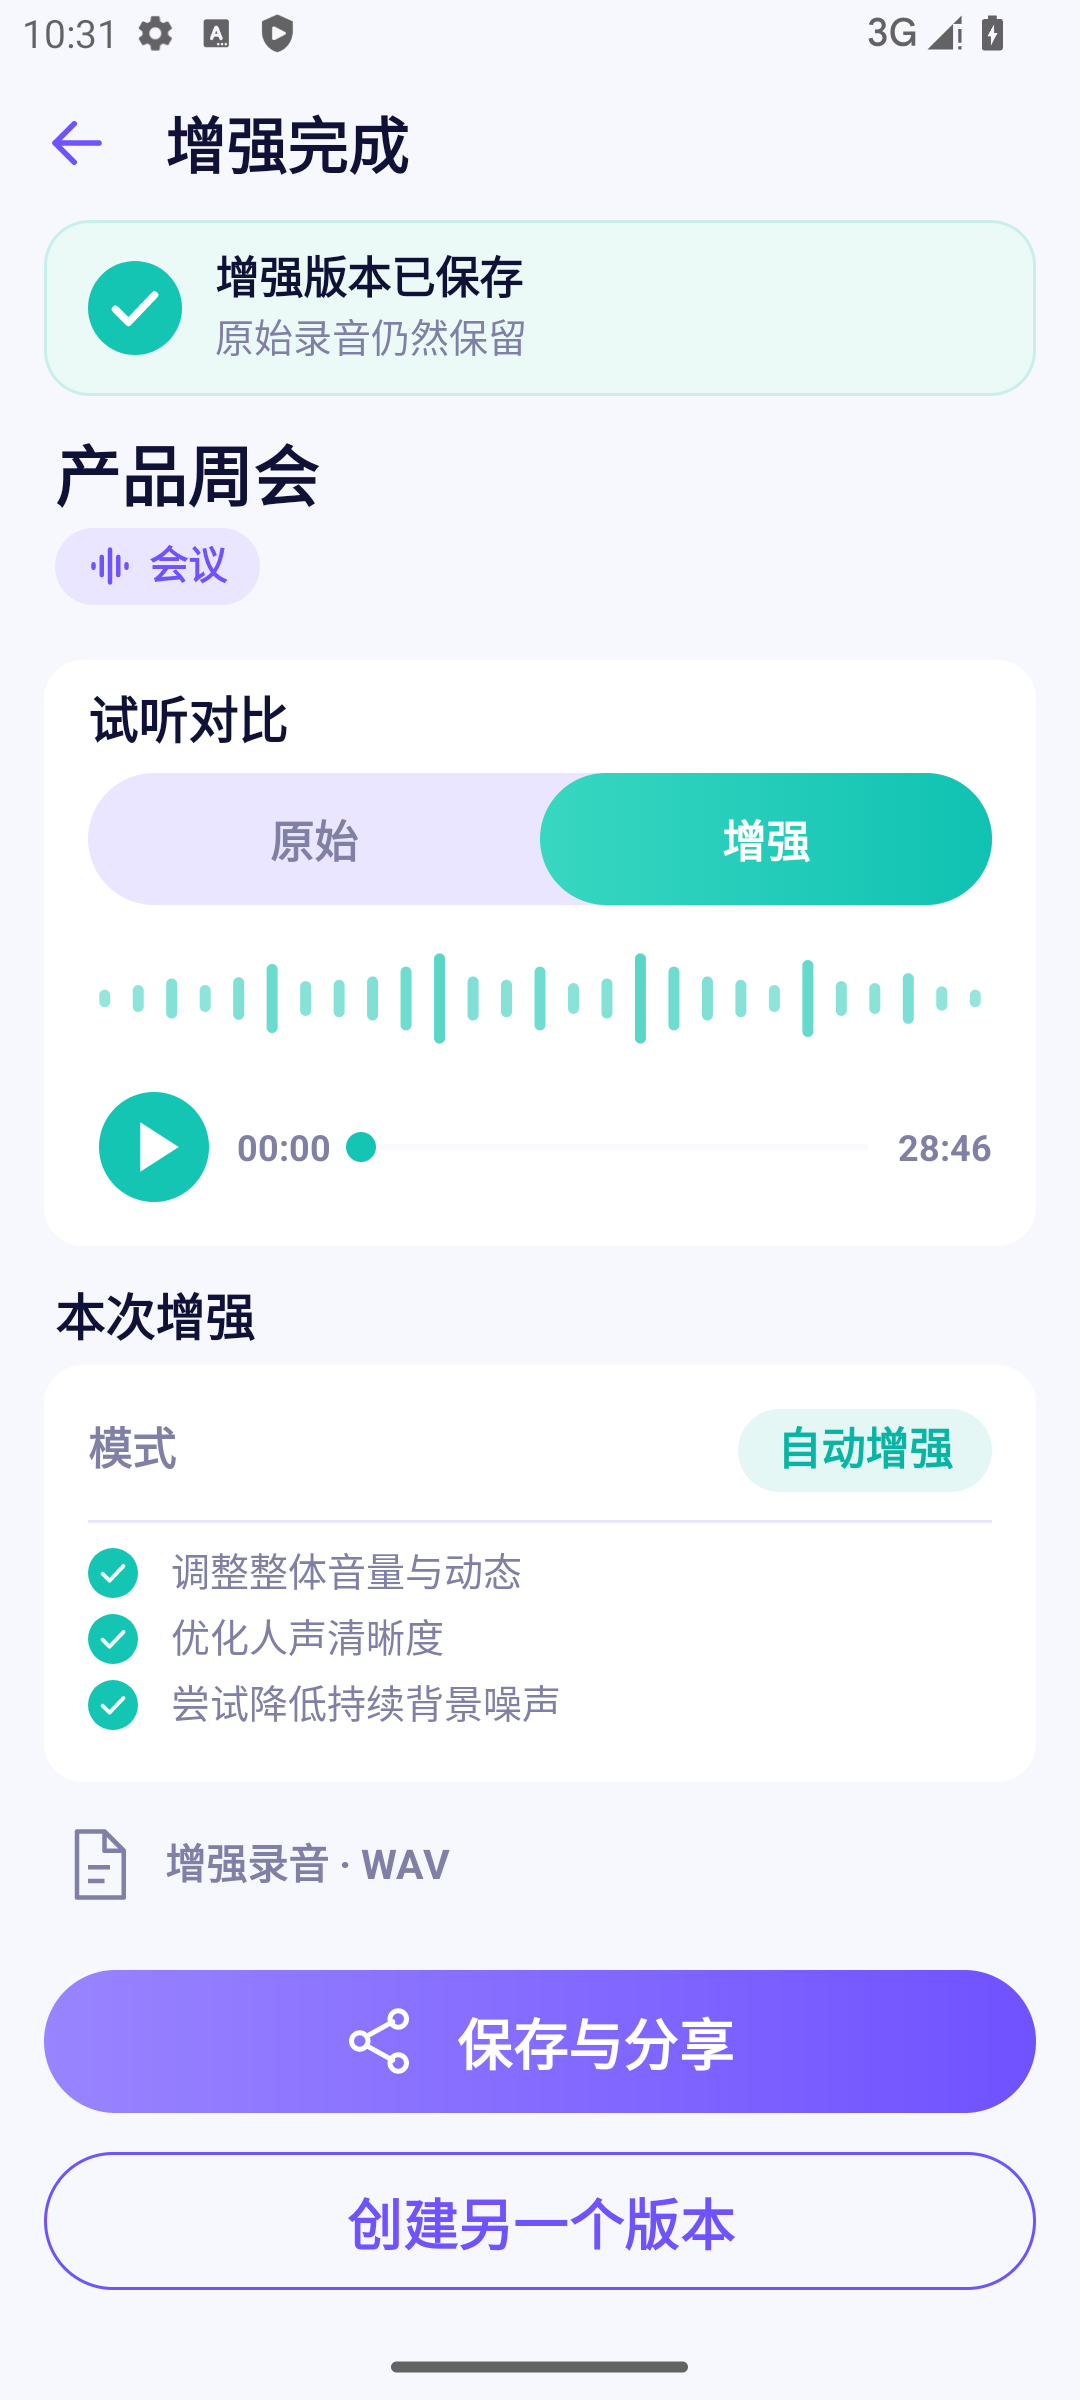 10:31
3G
增强完成
增强版本已保存
原始录音仍然保留
产品周会
会议
试听对比
原始 增强
00:00 28:46
本次增强
模式 自动增强
调整整体音量与动态
优化人声清晰度
尝试降低持续背景噪声
增强录音 · WAV
保存与分享
创建另一个版本